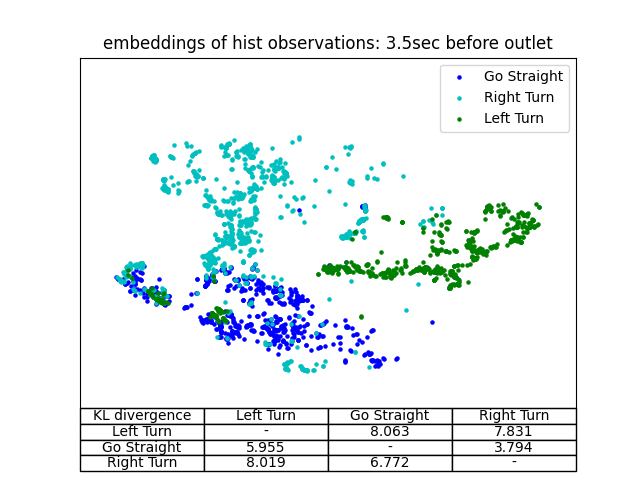 embeddings of hist observations: 3.5sec before outlet
Go Straight
Right Turn
Left Turn
KL divergence Left Turn Go Straight Right Turn
Left Turn - 8.063 7.831
Go Straight 5.955 - 3.794
Right Turn 8.019 6.772 -